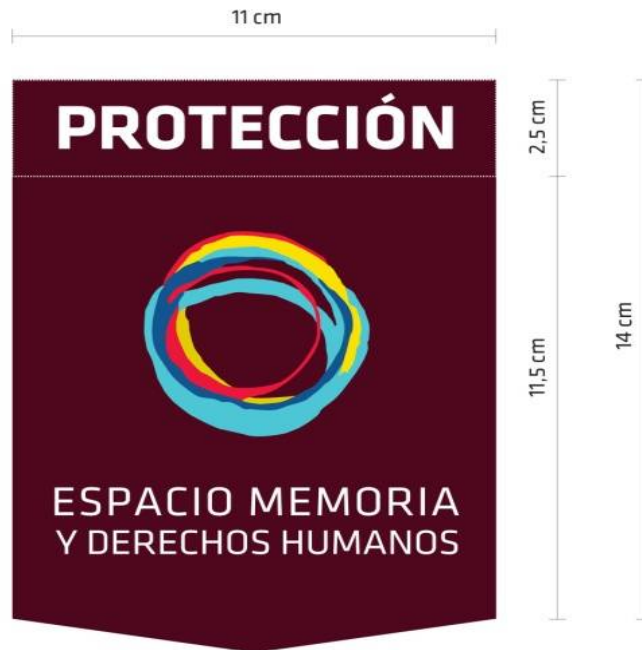 11 cm
PROTECCIÓN
2,5 cm
11,5 cm
14 cm
ESPACIO MEMORIA
Y DERECHOS HUMANOS